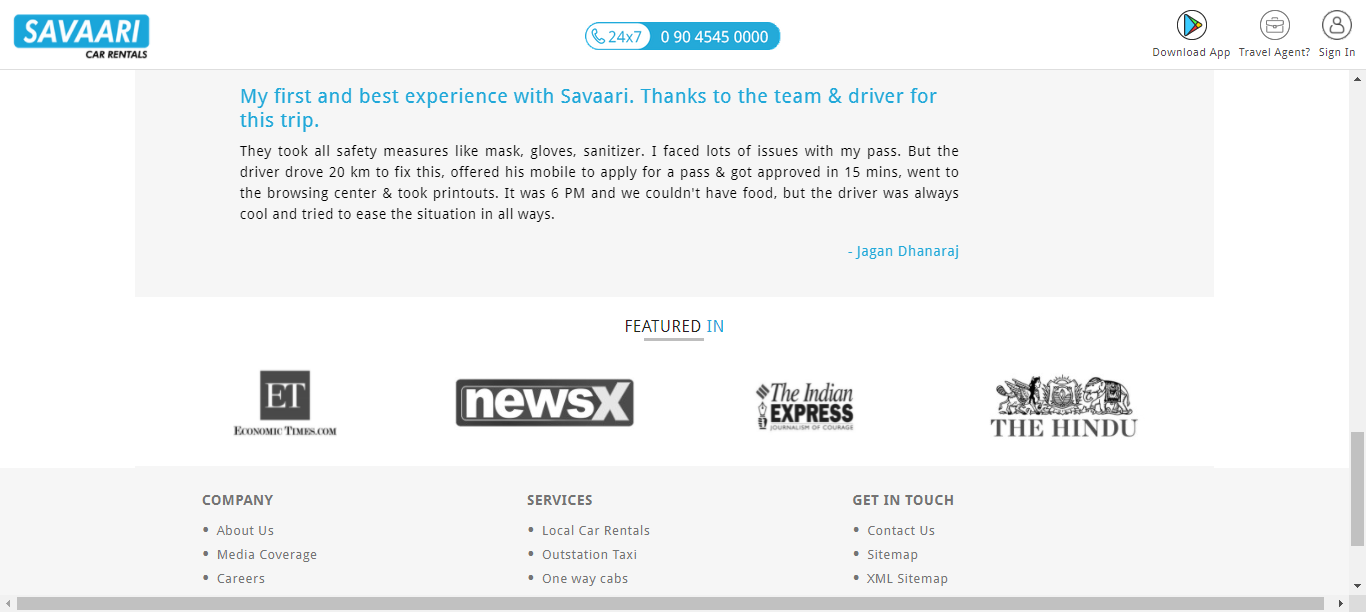 SAVAARI
CAR RENTALS
24x7 0 90 4545 0000
Download App Travel Agent? Sign In
My first and best experience with Savaari. Thanks to the team & driver for
this trip.
They took all safety measures like mask, gloves, sanitizer. I faced lots of issues with my pass. But the
driver drove 20 km to fix this, offered his mobile to apply for a pass & got approved in 15 mins, went to
the browsing center & took printouts. It was 6 PM and we couldn't have food, but the driver was always
cool and tried to ease the situation in all ways.
- Jagan Dhanaraj
FEATURED IN
ET
ECONOMIC TIMES.COM
newsX
The Indian
EXPRESS
JOURNALISM OF COURAGE
THE HINDU
COMPANY
• About Us
• Media Coverage
• Careers
SERVICES
• Local Car Rentals
• Outstation Taxi
• One way cabs
GET IN TOUCH
• Contact Us
• Sitemap
• XML Sitemap